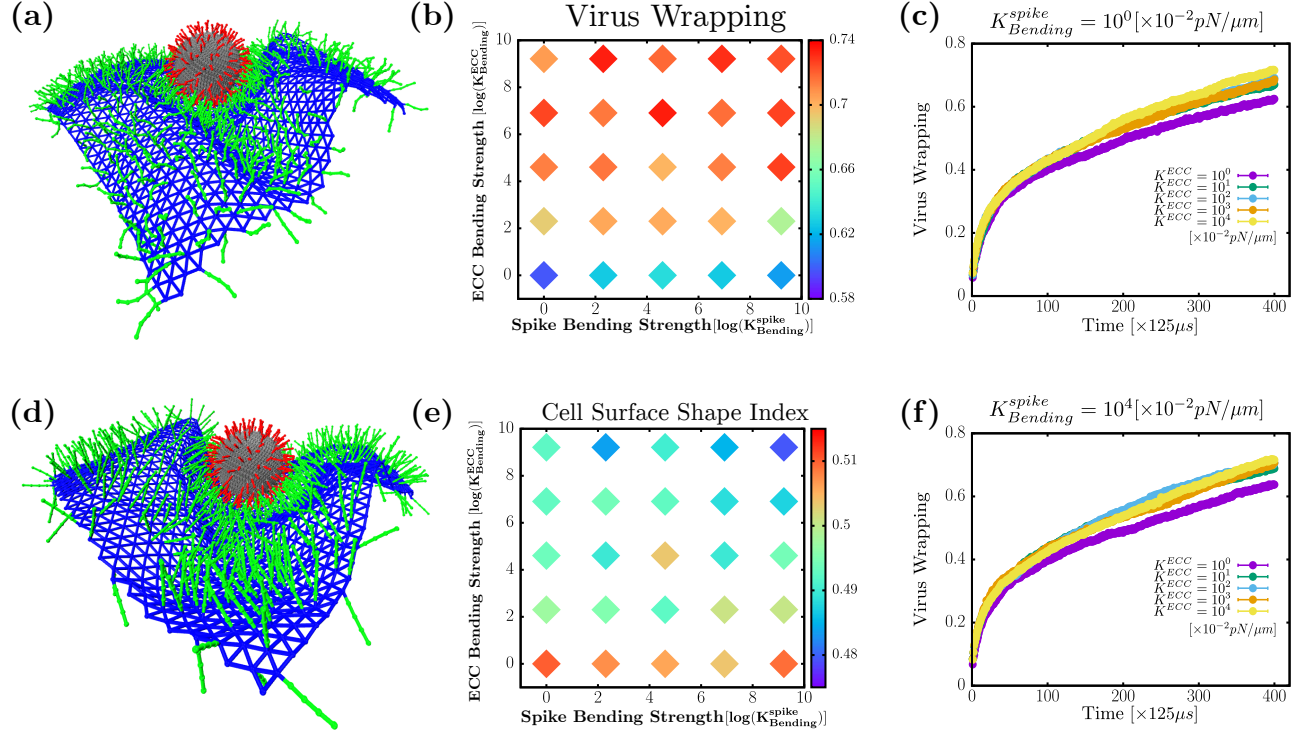 (a)
(b)
Virus Wrapping
ECC Bending Strength [log(K^ECC_Bending)]
10
8
6
4
2
0
0 2 4 6 8 10
Spike Bending Strength[log(K^spike_Bending)]
0.74
0.7
0.66
0.62
0.58
(c)
K^spike_Bending = 10^0 [×10^-2 pN/μm]
Virus Wrapping
0.8
0.6
0.4
0.2
0
K^ECC = 10^0
K^ECC = 10^1
K^ECC = 10^2
K^ECC = 10^3
K^ECC = 10^4
[×10^-2 pN/μm]
0 100 200 300 400
Time [×125μs]
(d)
(e)
Cell Surface Shape Index
ECC Bending Strength [log(K^ECC_Bending)]
10
8
6
4
2
0
0 2 4 6 8 10
Spike Bending Strength[log(K^spike_Bending)]
0.51
0.5
0.49
0.48
(f)
K^spike_Bending = 10^4 [×10^-2 pN/μm]
Virus Wrapping
0.8
0.6
0.4
0.2
0
K^ECC = 10^0
K^ECC = 10^1
K^ECC = 10^2
K^ECC = 10^3
K^ECC = 10^4
[×10^-2 pN/μm]
0 100 200 300 400
Time [×125μs]